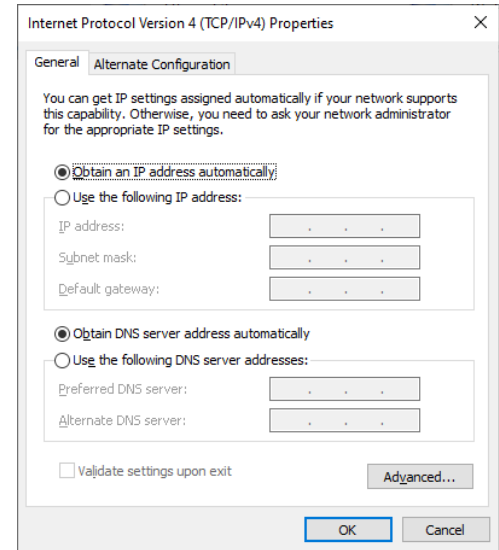 Internet Protocol Version 4 (TCP/IPv4) Properties
General Alternate Configuration
You can get IP settings assigned automatically if your network supports
this capability. Otherwise, you need to ask your network administrator
for the appropriate IP settings.
Obtain an IP address automatically
Use the following IP address:
IP address: . . .
Subnet mask: . . .
Default gateway: . . .
Obtain DNS server address automatically
Use the following DNS server addresses:
Preferred DNS server: . . .
Alternate DNS server: . . .
Validate settings upon exit
Advanced...
OK Cancel